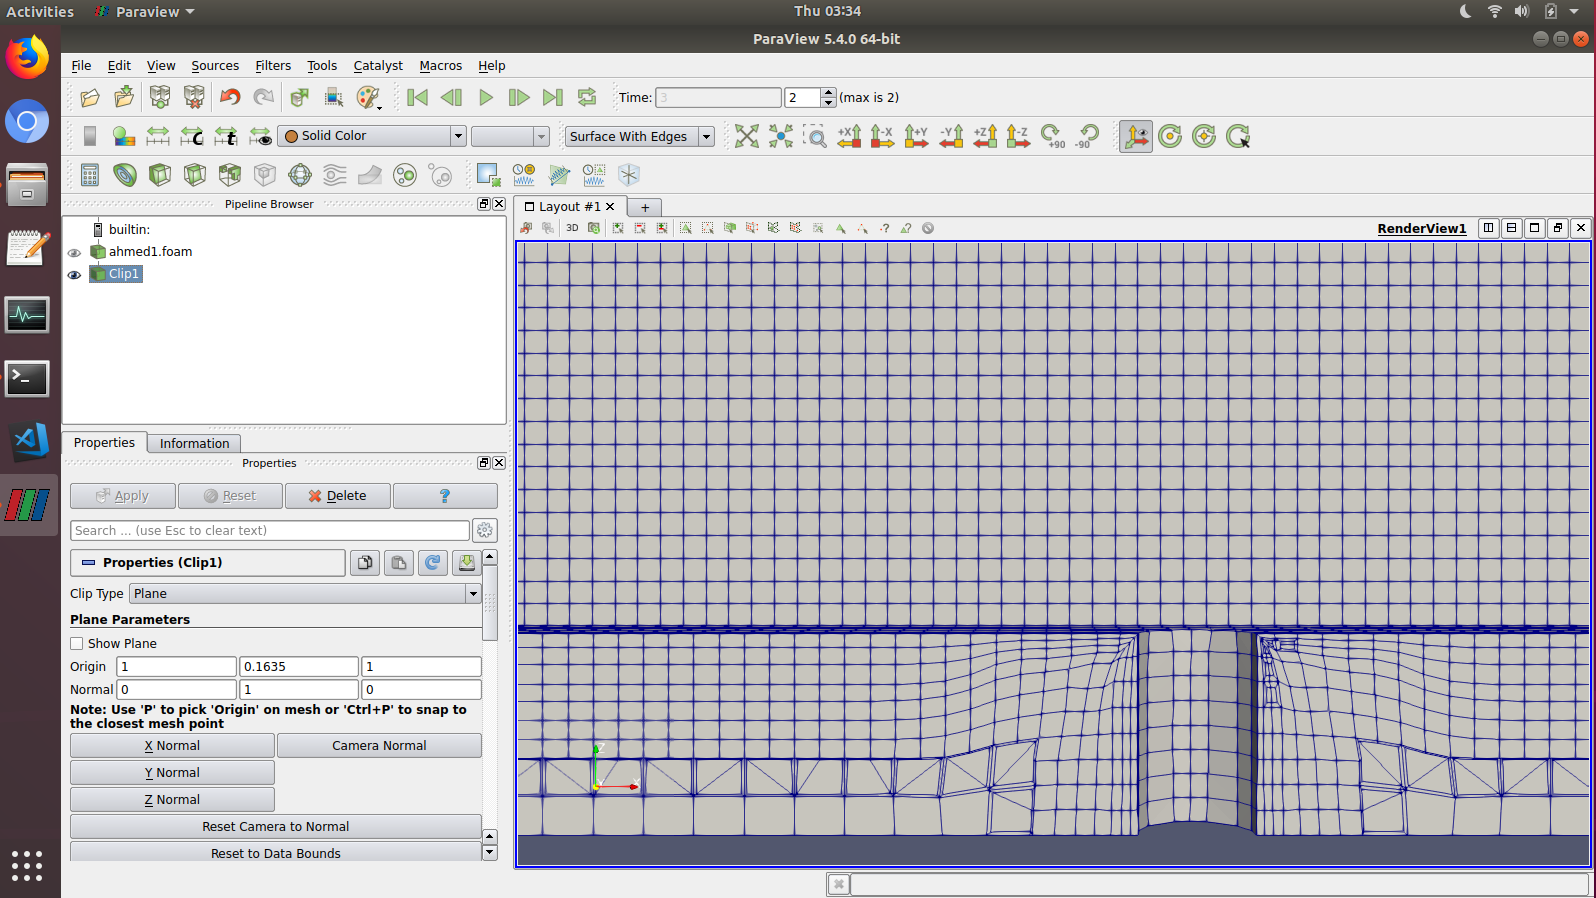 Activities Paraview Thu 03:34
ParaView 5.4.0 64-bit
File Edit View Sources Filters Tools Catalyst Macros Help
Time: 3 2 (max is 2)
Solid Color Surface With Edges +X -X +Y -Y +Z -Z +90 -90
Pipeline Browser
Layout #1 +
builtin:
3D
RenderView1
ahmed1.foam
Clip1
Properties Information
Properties
Apply Reset Delete ?
Search ... (use Esc to clear text)
Properties (Clip1)
Clip Type Plane
Plane Parameters
Show Plane
Origin 1 0.1635 1
Normal 0 1 0
Note: Use 'P' to pick 'Origin' on mesh or 'Ctrl+P' to snap to
the closest mesh point
X Normal Camera Normal
Y Normal
Z Normal
Reset Camera to Normal
Reset to Data Bounds
Z
Y X